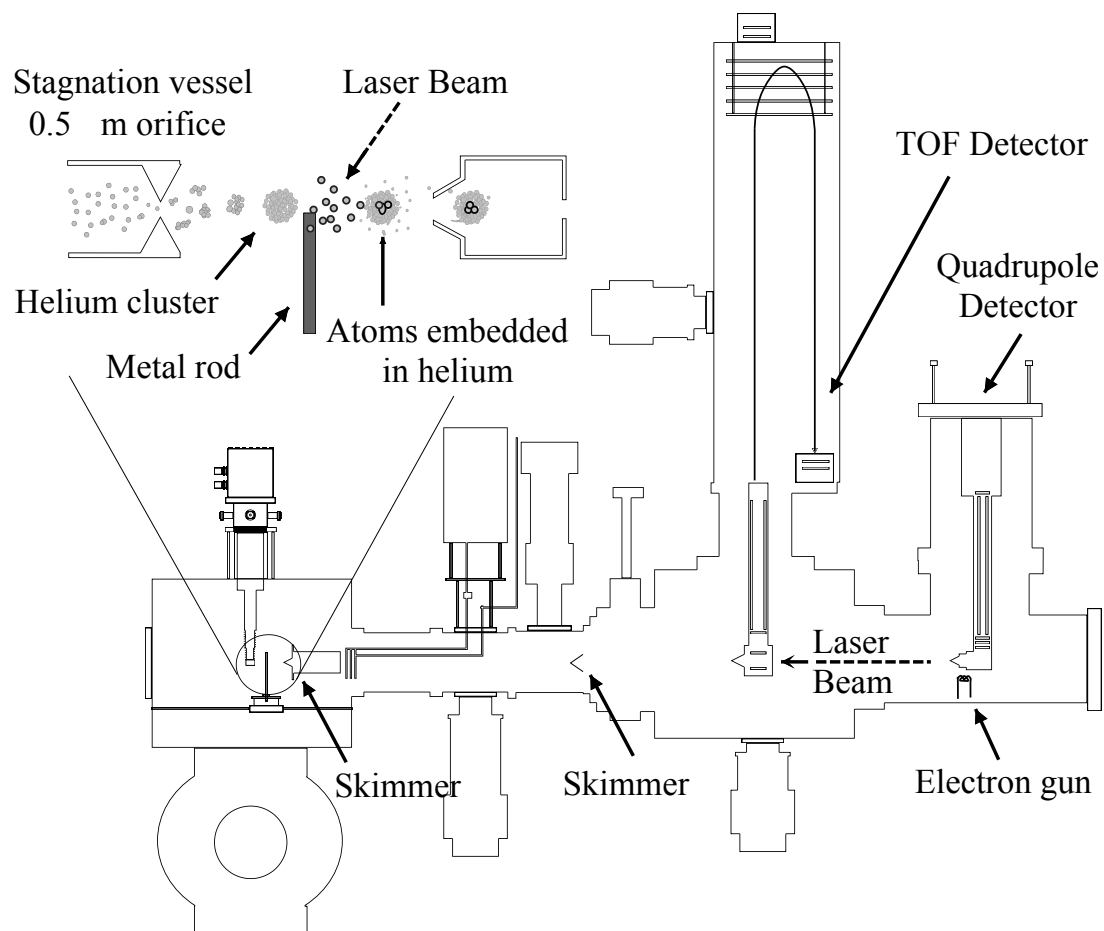 Stagnation vessel
0.5 m orifice
Laser Beam
TOF Detector
Helium cluster
Metal rod
Atoms embedded
in helium
Quadrupole
Detector
Laser
Beam
Skimmer
Skimmer
Electron gun